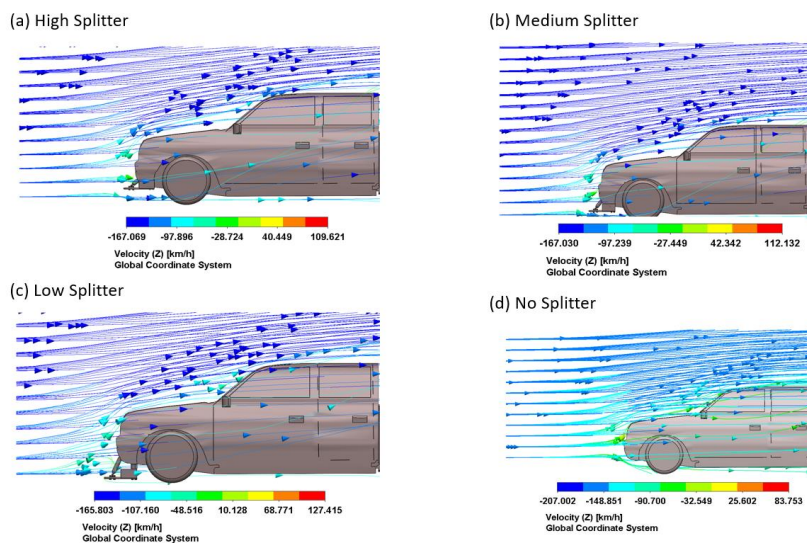 (a) High Splitter
-167.069 -97.896 -28.724 40.449 109.621
Velocity (Z) [km/h]
Global Coordinate System
(b) Medium Splitter
-167.030 -97.239 -27.449 42.342 112.132
Velocity (Z) [km/h]
Global Coordinate System
(c) Low Splitter
-165.803 -107.160 -48.516 10.128 68.771 127.415
Velocity (Z) [km/h]
Global Coordinate System
(d) No Splitter
-207.002 -148.851 -90.700 -32.549 25.602 83.753
Velocity (Z) [km/h]
Global Coordinate System